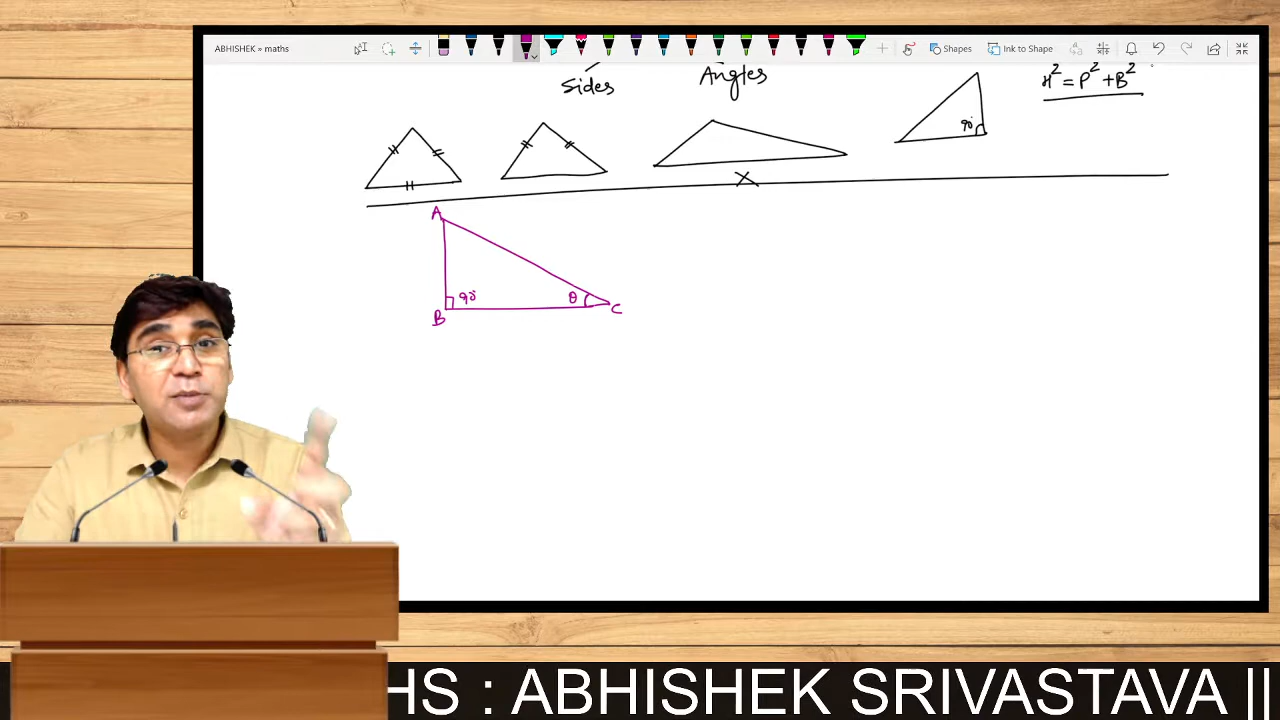 ABHISHEK » maths
Shapes
Ink to Shape
Sides
Angles
H² = P² + B²
90°
A
90°
θ
B
C
HS : ABHISHEK SRIVASTAVA ||